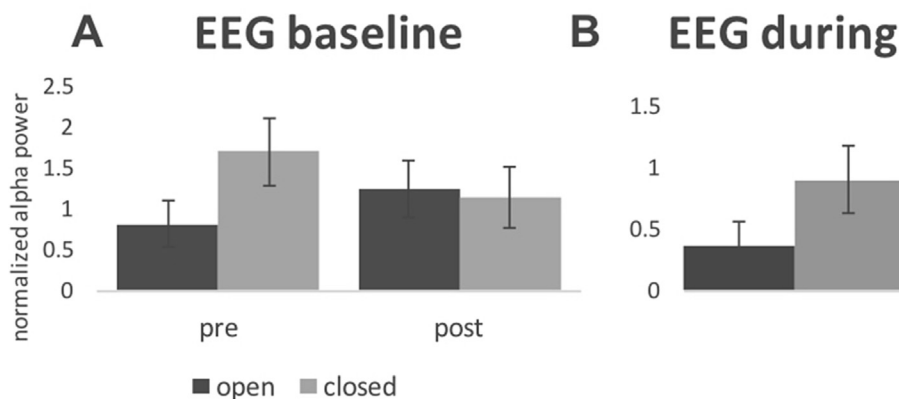 A EEG baseline
B EEG during
normalized alpha power
2.5
2
1.5
1
0.5
0
pre post
open closed
1.5
1
0.5
0